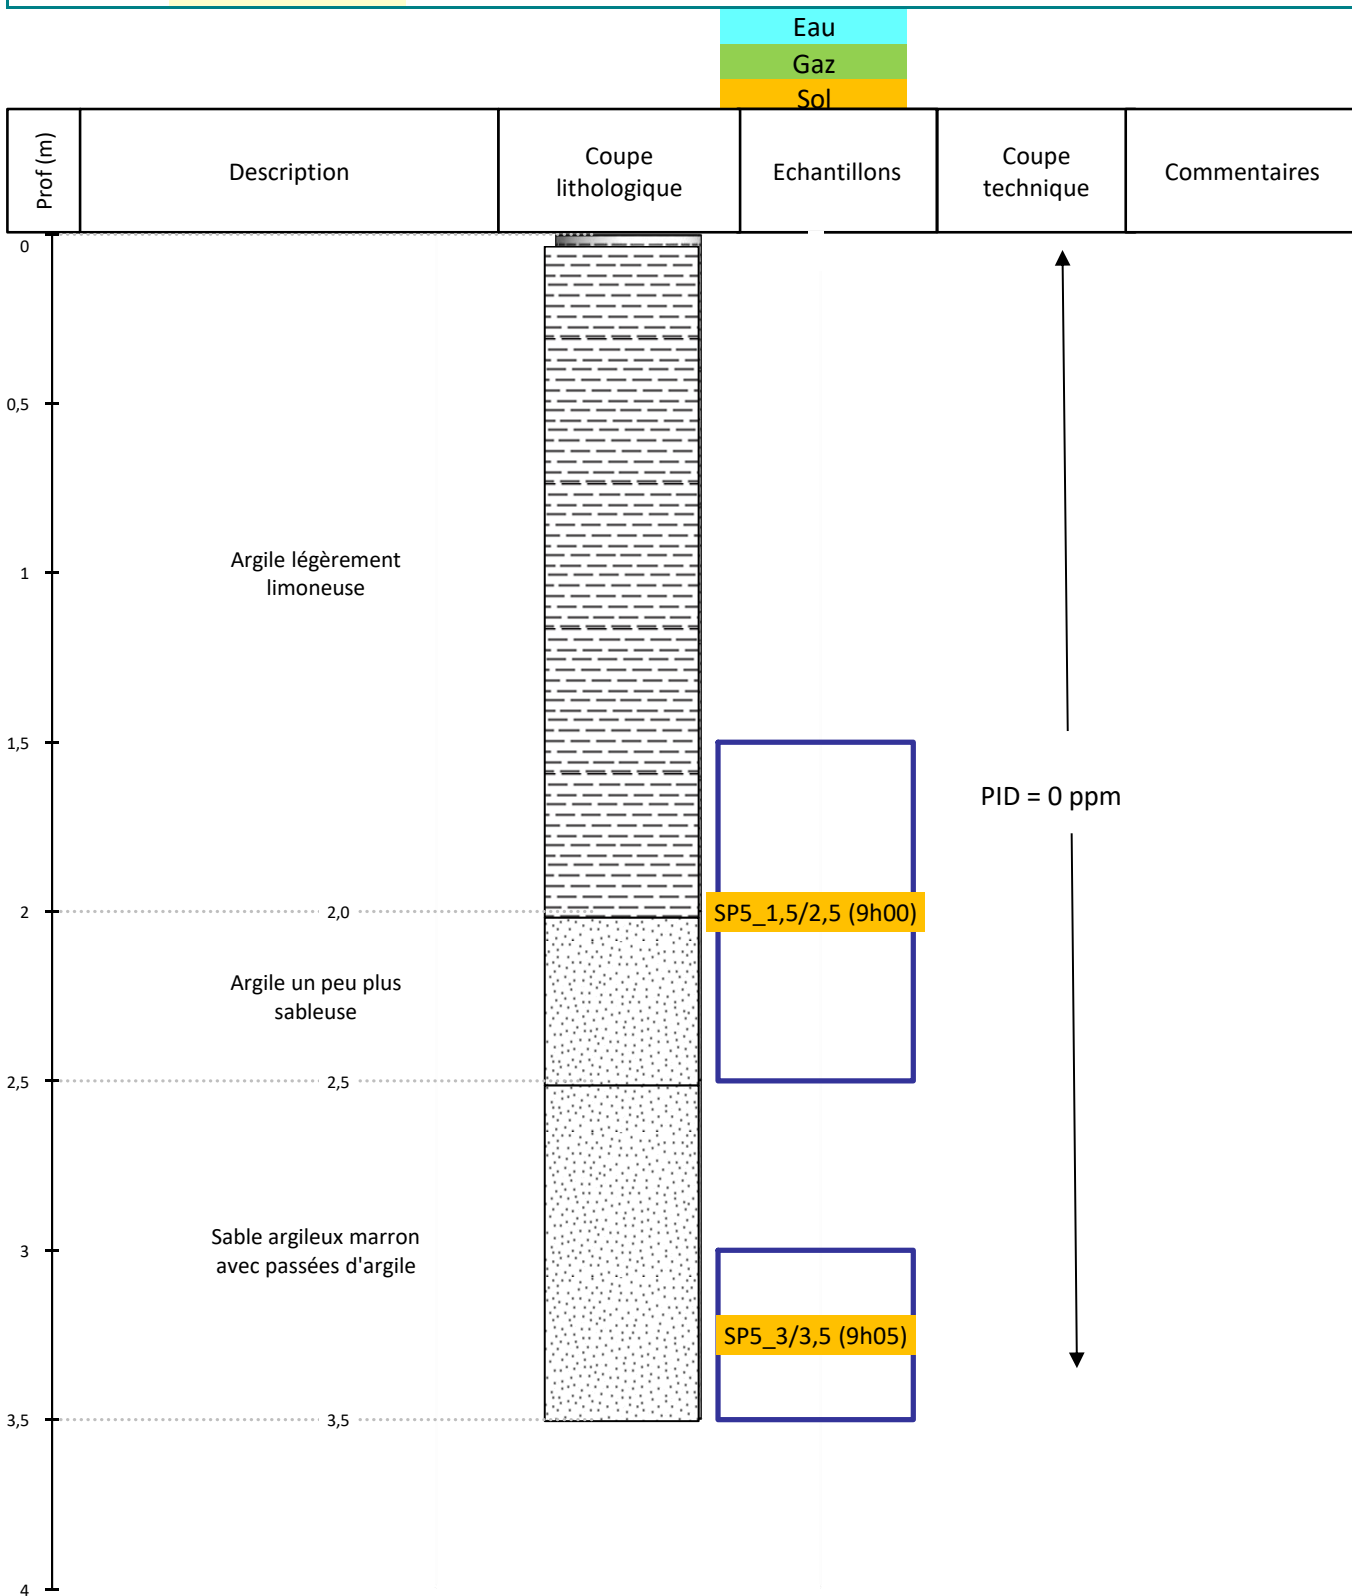 Eau
Gaz
Sol
Prof (m)
Description
Coupe
lithologique
Echantillons
Coupe
technique
Commentaires
0
0,5
Argile légèrement
limoneuse
1
1,5
PID = 0 ppm
2
2,0
SP5_1,5/2,5 (9h00)
Argile un peu plus
sableuse
2,5
2,5
Sable argileux marron
avec passées d'argile
3
SP5_3/3,5 (9h05)
3,5
3,5
4